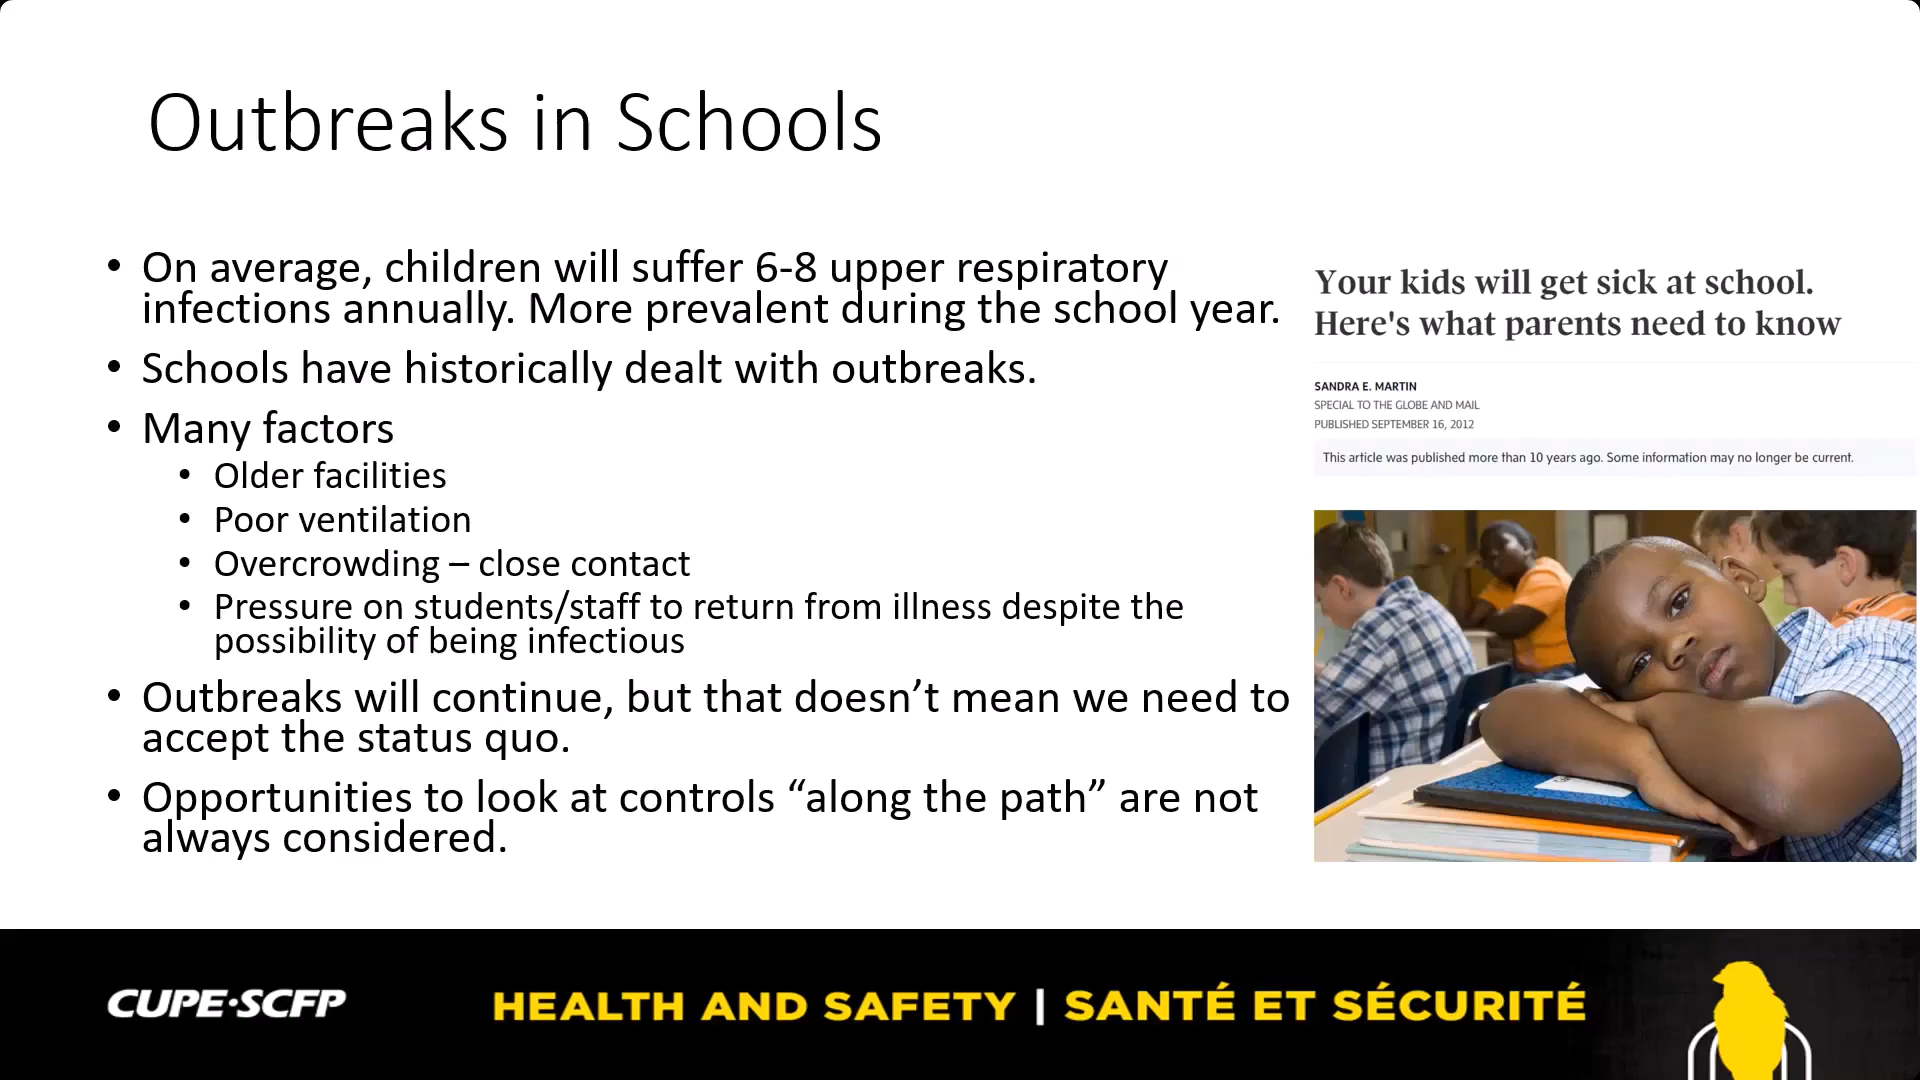 Outbreaks in Schools
• On average, children will suffer 6-8 upper respiratory
infections annually. More prevalent during the school year.
• Schools have historically dealt with outbreaks.
• Many factors
• Older facilities
• Poor ventilation
• Overcrowding – close contact
• Pressure on students/staff to return from illness despite the
possibility of being infectious
• Outbreaks will continue, but that doesn’t mean we need to
accept the status quo.
• Opportunities to look at controls “along the path” are not
always considered.
Your kids will get sick at school.
Here's what parents need to know
SANDRA E. MARTIN
SPECIAL TO THE GLOBE AND MAIL
PUBLISHED SEPTEMBER 16, 2012
This article was published more than 10 years ago. Some information may no longer be current.
CUPE·SCFP
HEALTH AND SAFETY | SANTÉ ET SÉCURITÉ